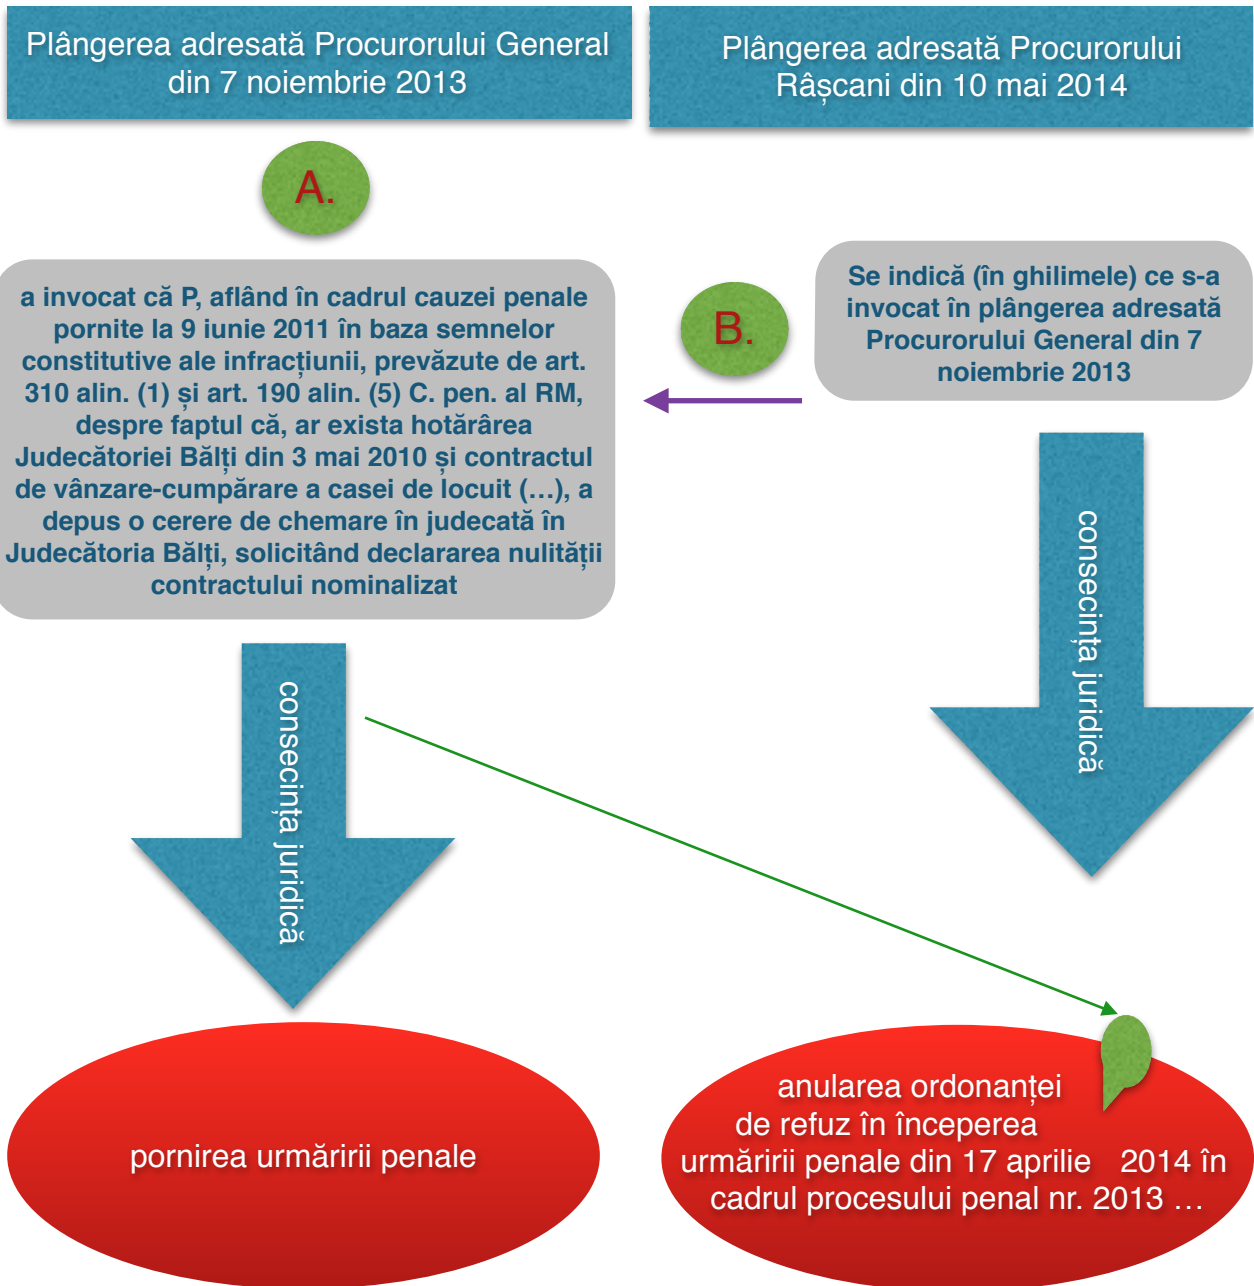 Plângerea adresată Procurorului General
din 7 noiembrie 2013
Plângerea adresată Procurorului
Râșcani din 10 mai 2014
A.
a invocat că P, aflând în cadrul cauzei penale
pornite la 9 iunie 2011 în baza semnelor
constitutive ale infracțiunii, prevăzute de art.
310 alin. (1) și art. 190 alin. (5) C. pen. al RM,
despre faptul că, ar exista hotărârea
Judecătoriei Bălți din 3 mai 2010 și contractul
de vânzare-cumpărare a casei de locuit (…), a
depus o cerere de chemare în judecată în
Judecătoria Bălți, solicitând declararea nulității
contractului nominalizat
B.
Se indică (în ghilimele) ce s-a
invocat în plângerea adresată
Procurorului General din 7
noiembrie 2013
consecința juridică
consecința juridică
pornirea urmăririi penale
anularea ordonanței
de refuz în începerea
urmăririi penale din 17 aprilie 2014 în
cadrul procesului penal nr. 2013 …